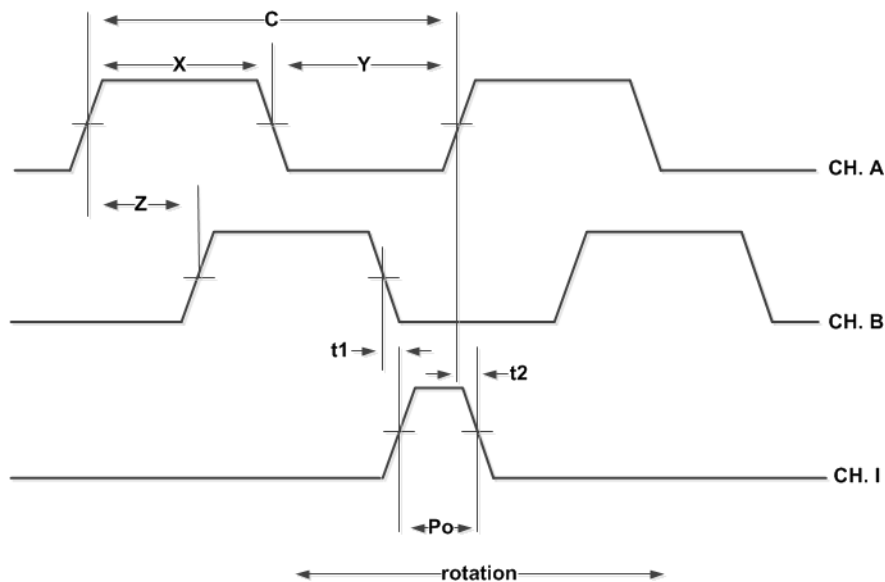 C
X
Y
CH. A
Z
CH. B
t1
t2
CH. I
Po
rotation